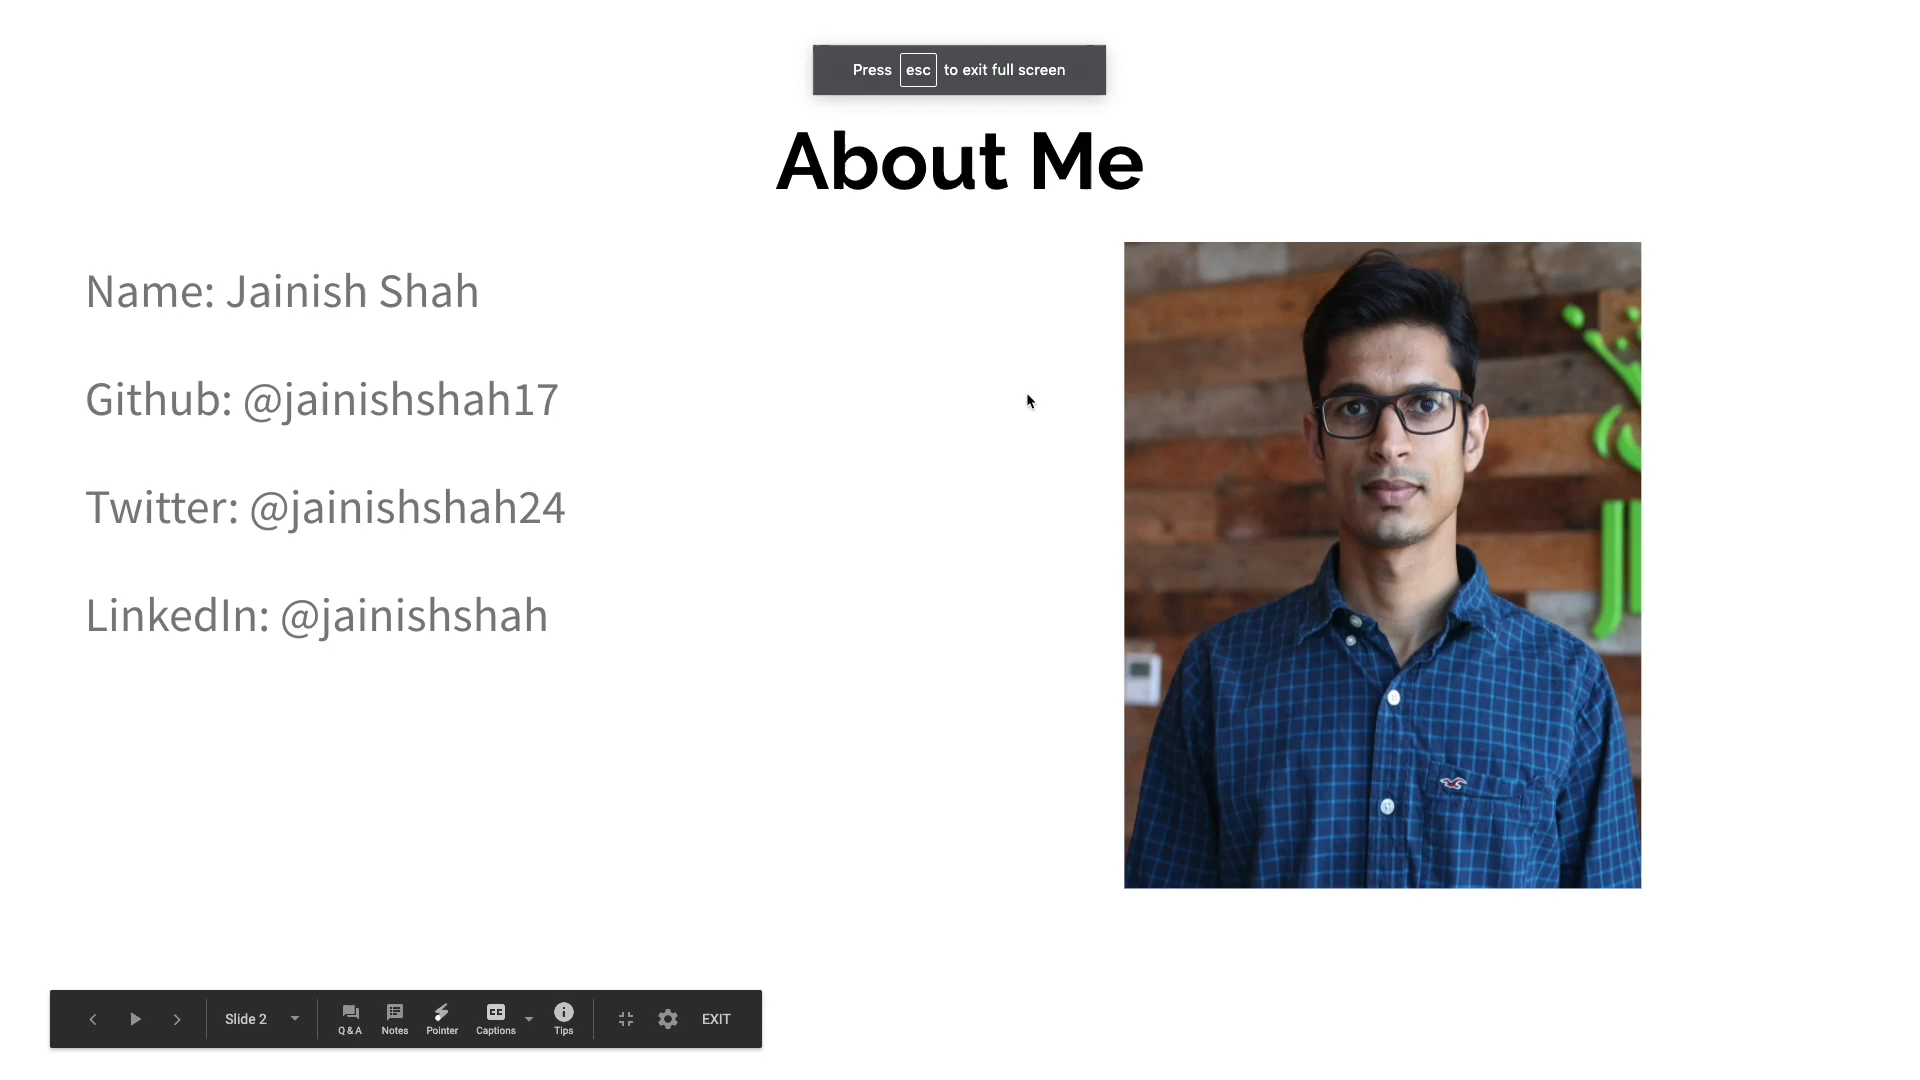 Press esc to exit full screen
About Me
Name: Jainish Shah
Github: @jainishshah17
Twitter: @jainishshah24
LinkedIn: @jainishshah
Slide 2
Q & A
Notes
Pointer
Captions
Tips
EXIT